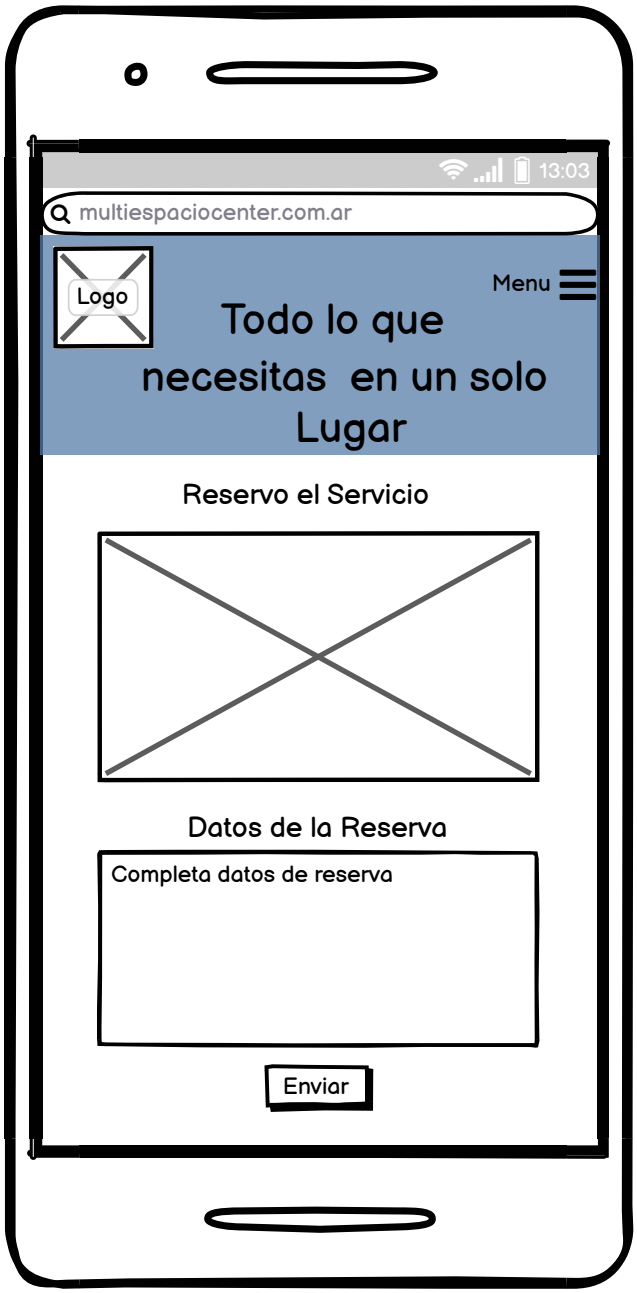 13:03
multiespaciocenter.com.ar
Logo
Menu
Todo lo que
necesitas en un solo
Lugar
Reservo el Servicio
Datos de la Reserva
Completa datos de reserva
Enviar